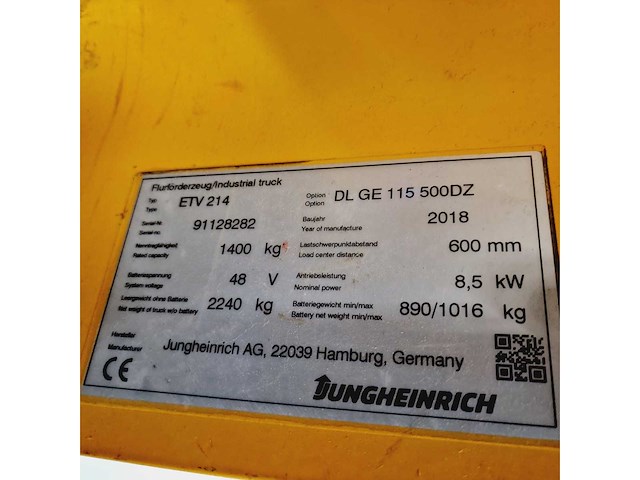 Flurförderzeug/Industrial truck
Typ
Type ETV 214 Option
Option DL GE 115 500DZ
Serial-Nr.
Serial-no. 91128282 Baujahr
Year of manufacture 2018
Nenntragfähigkeit
Rated capacity 1400 kg Lastschwerpunktabstand
Load center distance 600 mm
Batteriespannung
System voltage 48 V Antriebsleistung
Nominal power 8,5 kW
Leergewicht ohne Batterie
Net weight of truck w/o battery 2240 kg Batteriegewicht min/max
Battery net weight min/max 890/1016 kg
Hersteller
Manufacturer Jungheinrich AG, 22039 Hamburg, Germany
CE JUNGHEINRICH